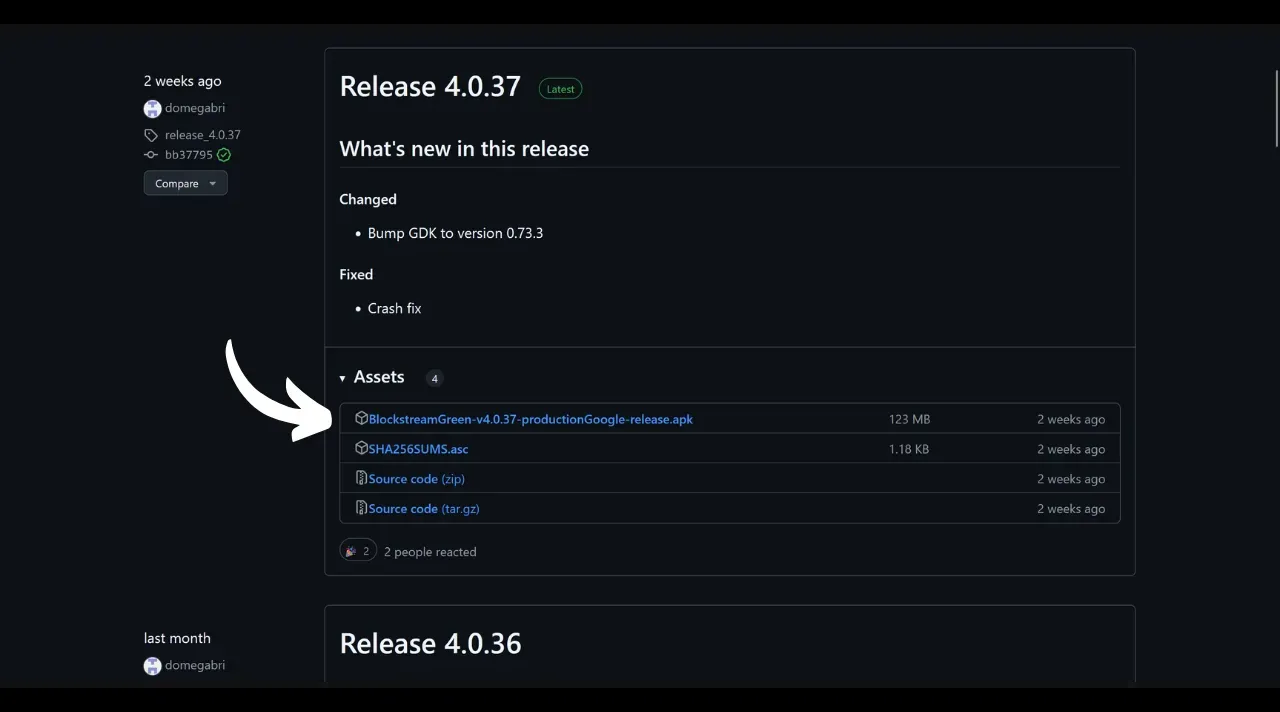 2 weeks ago
domegabri
release_4.0.37
bb37795
Compare
Release 4.0.37 Latest
What's new in this release
Changed
• Bump GDK to version 0.73.3
Fixed
• Crash fix
Assets 4
BlockstreamGreen-v4.0.37-productionGoogle-release.apk 123 MB 2 weeks ago
SHA256SUMS.asc 1.18 KB 2 weeks ago
Source code (zip) 2 weeks ago
Source code (tar.gz) 2 weeks ago
2 2 people reacted
last month
domegabri
Release 4.0.36